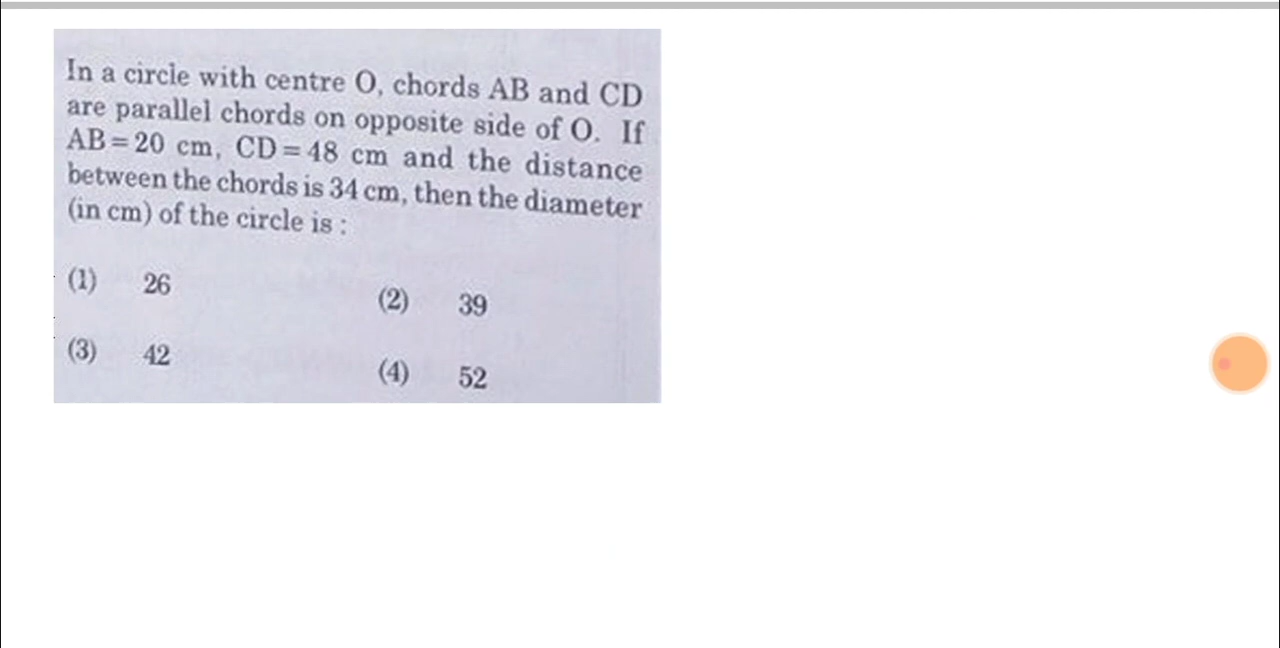 In a circle with centre O, chords AB and CD
are parallel chords on opposite side of O. If
AB = 20 cm, CD = 48 cm and the distance
between the chords is 34 cm, then the diameter
(in cm) of the circle is :
(1) 26
(2) 39
(3) 42
(4) 52